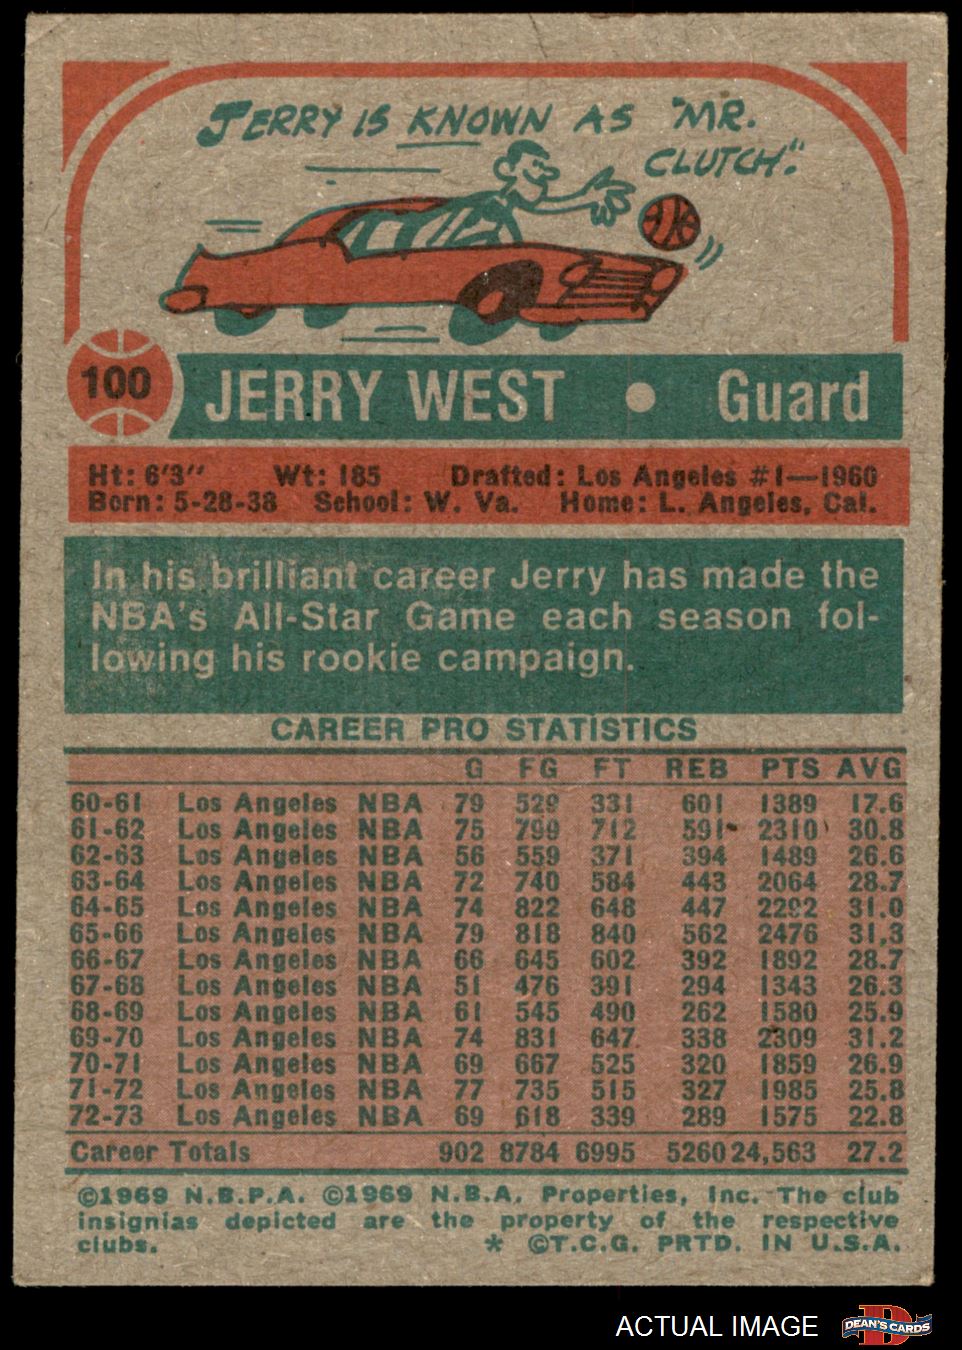 JERRY IS KNOWN AS "MR.
CLUTCH."
100
JERRY WEST • Guard
Ht: 6'3" Wt: 185 Drafted: Los Angeles #1—1960
Born: 5-28-38 School: W. Va. Home: L. Angeles, Cal.
In his brilliant career Jerry has made the
NBA's All-Star Game each season fol-
lowing his rookie campaign.
CAREER PRO STATISTICS
G FG FT REB PTS AVG
60-61 Los Angeles NBA 79 529 331 601 1389 17.6
61-62 Los Angeles NBA 75 799 712 591 2310 30.8
62-63 Los Angeles NBA 56 559 371 394 1489 26.6
63-64 Los Angeles NBA 72 740 584 443 2064 28.7
64-65 Los Angeles NBA 74 822 648 447 2292 31.0
65-66 Los Angeles NBA 79 818 840 562 2476 31.3
66-67 Los Angeles NBA 66 645 602 392 1892 28.7
67-68 Los Angeles NBA 51 476 391 294 1343 26.3
68-69 Los Angeles NBA 61 545 490 262 1580 25.9
69-70 Los Angeles NBA 74 831 647 338 2309 31.2
70-71 Los Angeles NBA 69 667 525 320 1859 26.9
71-72 Los Angeles NBA 77 735 515 327 1985 25.8
72-73 Los Angeles NBA 69 618 339 289 1575 22.8
Career Totals 902 8784 6995 5260 24,563 27.2
©1969 N.B.P.A. ©1969 N.B.A. Properties, Inc. The club
insignias depicted are the property of the respective
clubs. * ©T.C.G. PRTD. IN U.S.A.
ACTUAL IMAGE
DEAN'S CARDS